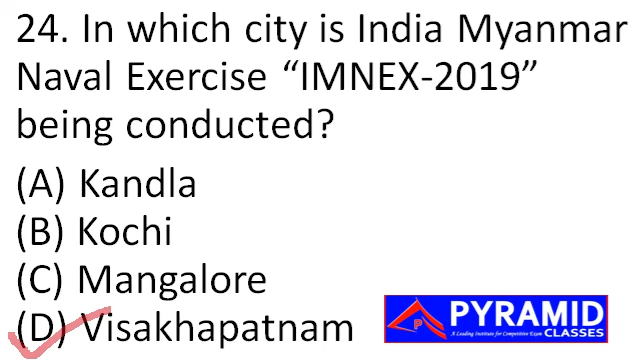 24. In which city is India Myanmar
Naval Exercise “IMNEX-2019”
being conducted?
(A) Kandla
(B) Kochi
(C) Mangalore
(D) Visakhapatnam
P
PYRAMID
A Leading Institute for Competitive Exam
CLASSES